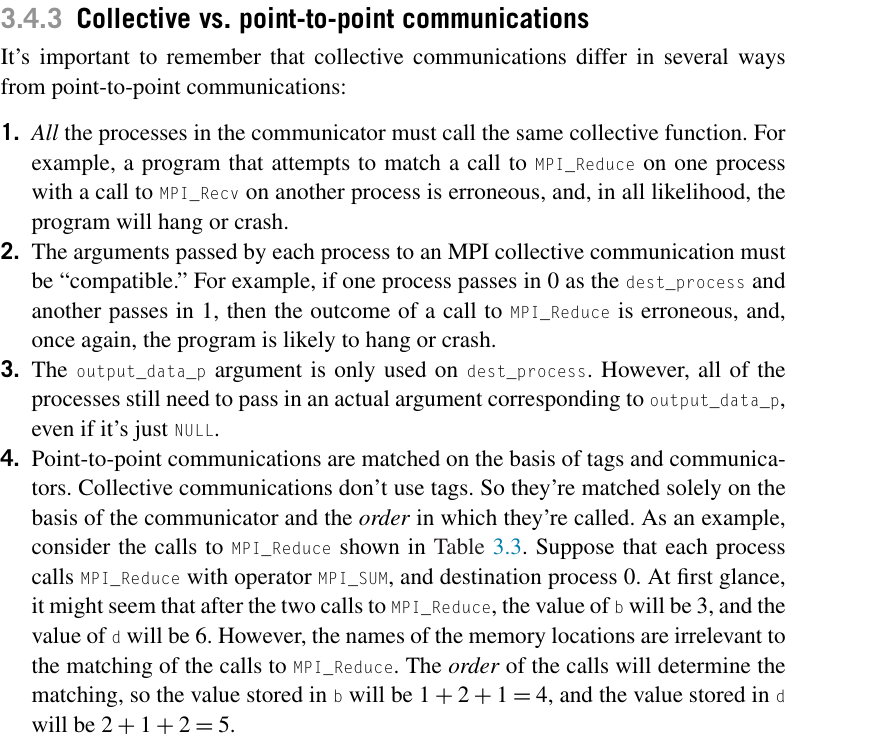 3.4.3 Collective vs. point-to-point communications
It’s important to remember that collective communications differ in several ways
from point-to-point communications:
1. All the processes in the communicator must call the same collective function. For
example, a program that attempts to match a call to MPI_Reduce on one process
with a call to MPI_Recv on another process is erroneous, and, in all likelihood, the
program will hang or crash.
2. The arguments passed by each process to an MPI collective communication must
be “compatible.” For example, if one process passes in 0 as the dest_process and
another passes in 1, then the outcome of a call to MPI_Reduce is erroneous, and,
once again, the program is likely to hang or crash.
3. The output_data_p argument is only used on dest_process. However, all of the
processes still need to pass in an actual argument corresponding to output_data_p,
even if it’s just NULL.
4. Point-to-point communications are matched on the basis of tags and communica-
tors. Collective communications don’t use tags. So they’re matched solely on the
basis of the communicator and the order in which they’re called. As an example,
consider the calls to MPI_Reduce shown in Table 3.3. Suppose that each process
calls MPI_Reduce with operator MPI_SUM, and destination process 0. At first glance,
it might seem that after the two calls to MPI_Reduce, the value of b will be 3, and the
value of d will be 6. However, the names of the memory locations are irrelevant to
the matching of the calls to MPI_Reduce. The order of the calls will determine the
matching, so the value stored in b will be 1 + 2 + 1 = 4, and the value stored in d
will be 2 + 1 + 2 = 5.